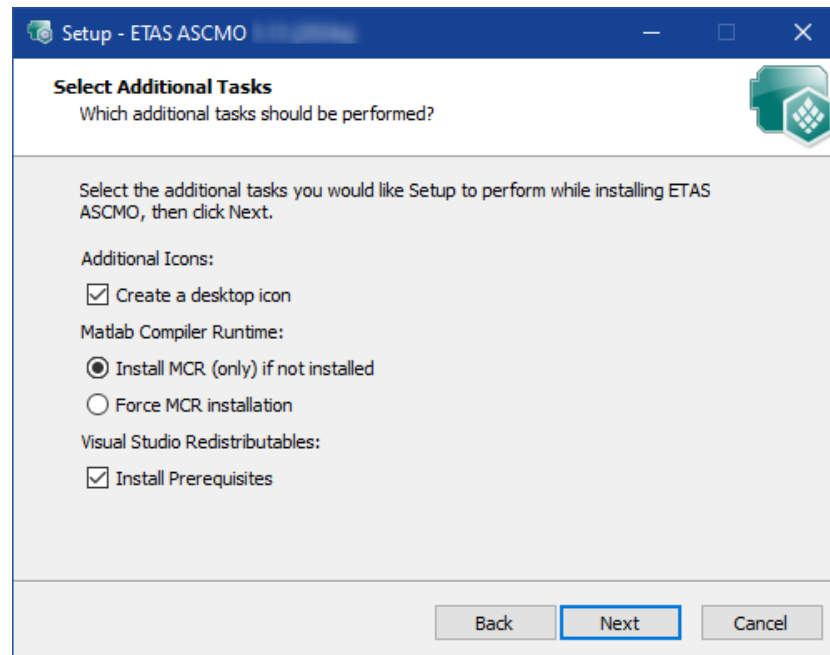 Setup - ETAS ASCMO
Select Additional Tasks
Which additional tasks should be performed?
Select the additional tasks you would like Setup to perform while installing ETAS
ASCMO, then click Next.
Additional Icons:
Create a desktop icon
Matlab Compiler Runtime:
Install MCR (only) if not installed
Force MCR installation
Visual Studio Redistributables:
Install Prerequisites
Back Next Cancel